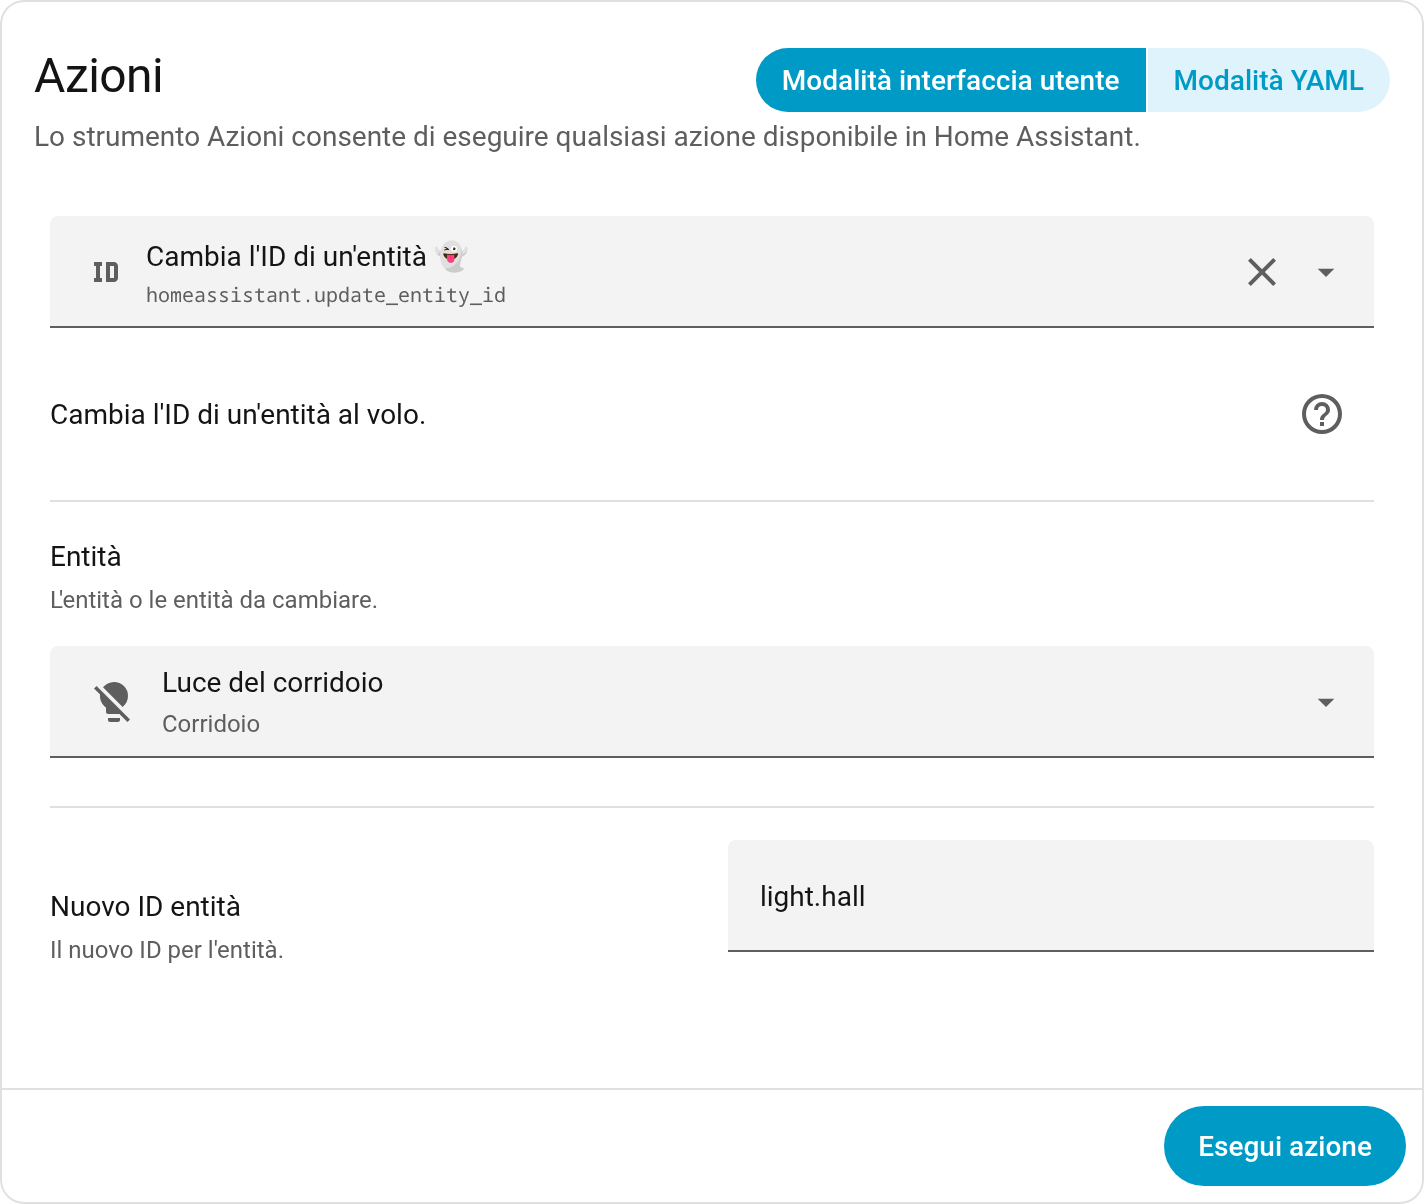 Azioni
Modalità interfaccia utente
Modalità YAML
Lo strumento Azioni consente di eseguire qualsiasi azione disponibile in Home Assistant.
ID
Cambia l'ID di un'entità 👻
homeassistant.update_entity_id
Cambia l'ID di un'entità al volo.
Entità
L'entità o le entità da cambiare.
Luce del corridoio
Corridoio
Nuovo ID entità
Il nuovo ID per l'entità.
light.hall
Esegui azione